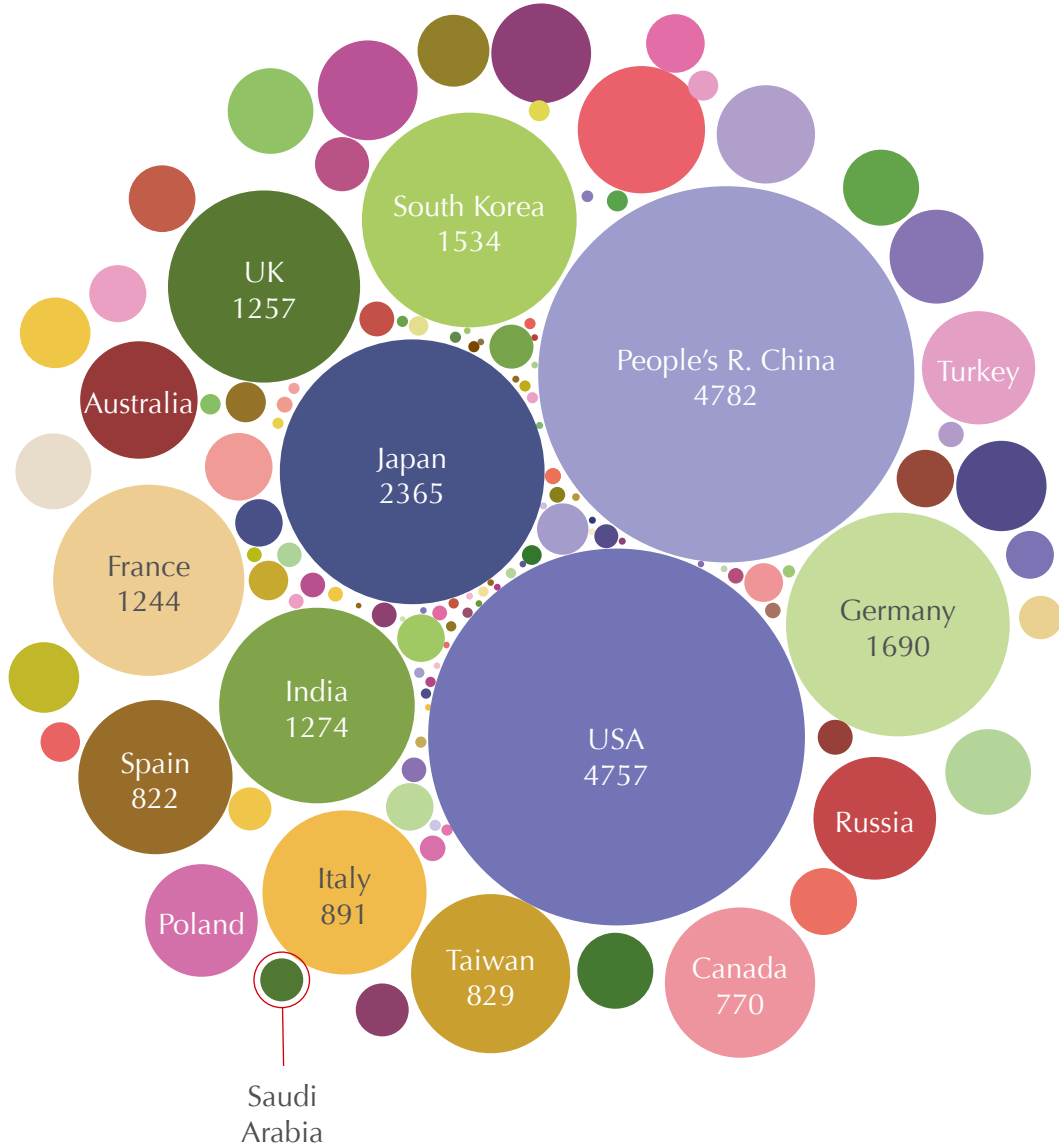 South Korea
1534
UK
1257
People's R. China
4782
Turkey
Australia
Japan
2365
France
1244
Germany
1690
India
1274
USA
4757
Spain
822
Russia
Italy
891
Poland
Taiwan
829
Canada
770
Saudi
Arabia